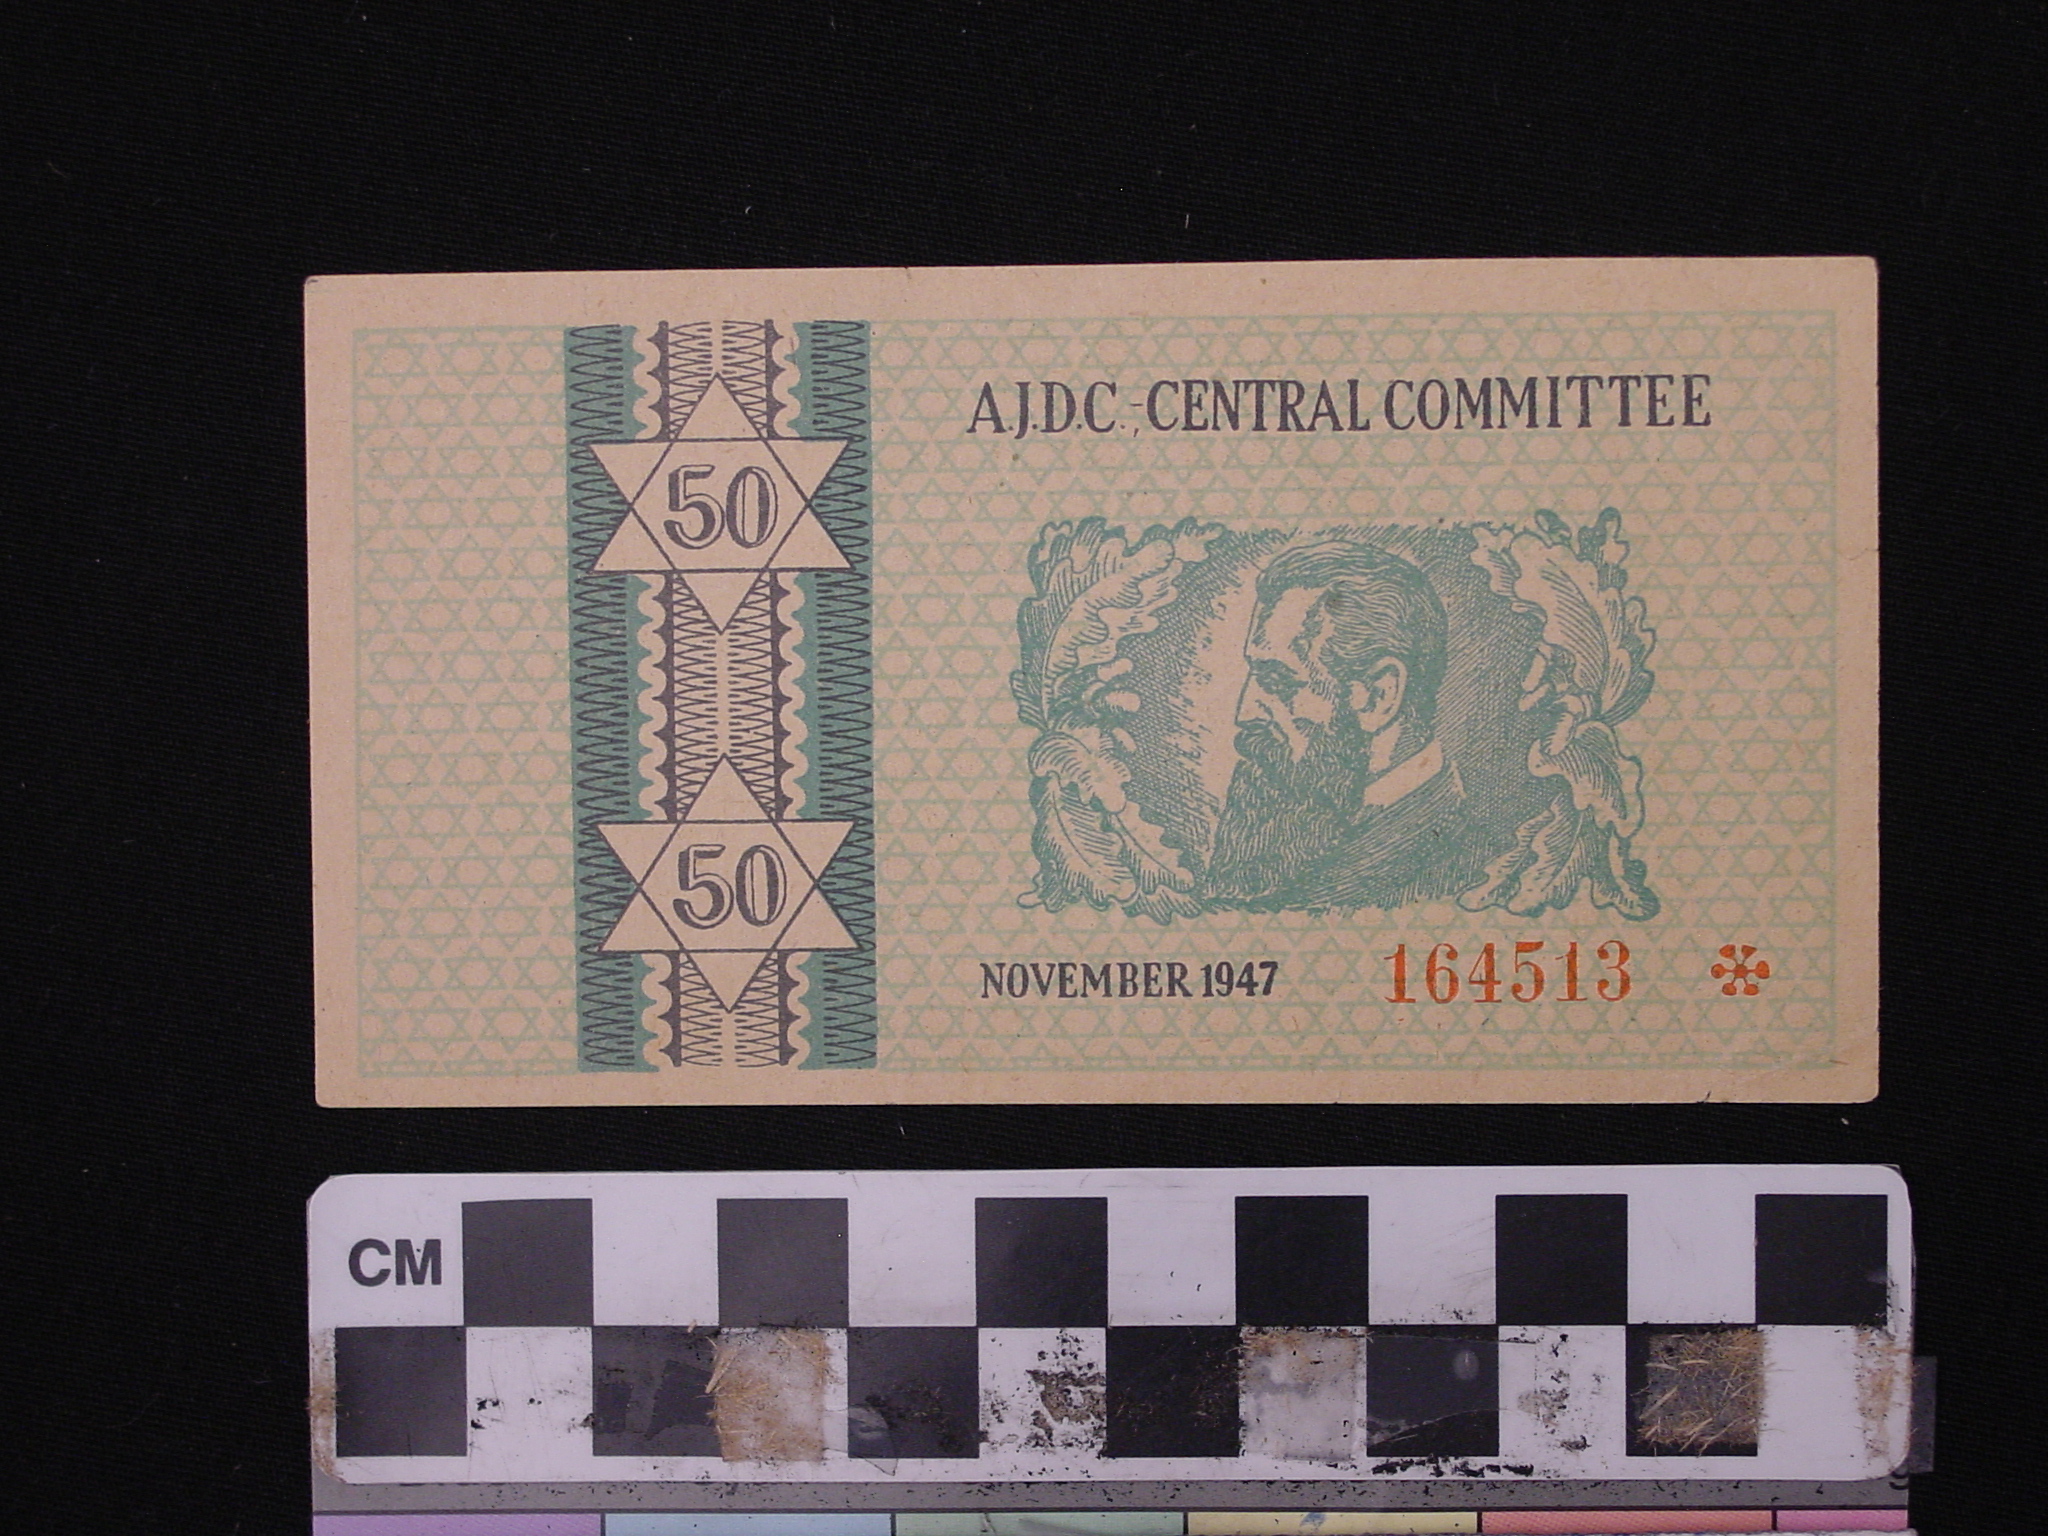 A.J.D.C.-CENTRAL COMMITTEE
50
50
NOVEMBER 1947 164513
CM